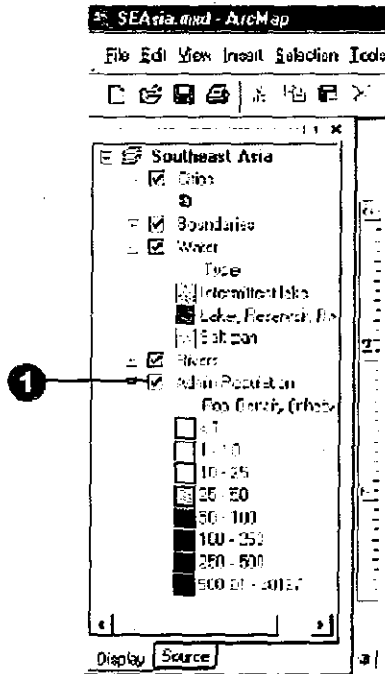 SEAsia.mxd - ArcMap
File Edit View Insert Selection Tools
Southeast Asia
Cities
Boundaries
Water
Type
Intermittent lake
Lake, Reservoir,
Salt pan
Rivers
1
Admin Population
Pop Density
1 - 10
10 - 25
25 - 50
50 - 100
100 - 250
250 - 500
Display Source